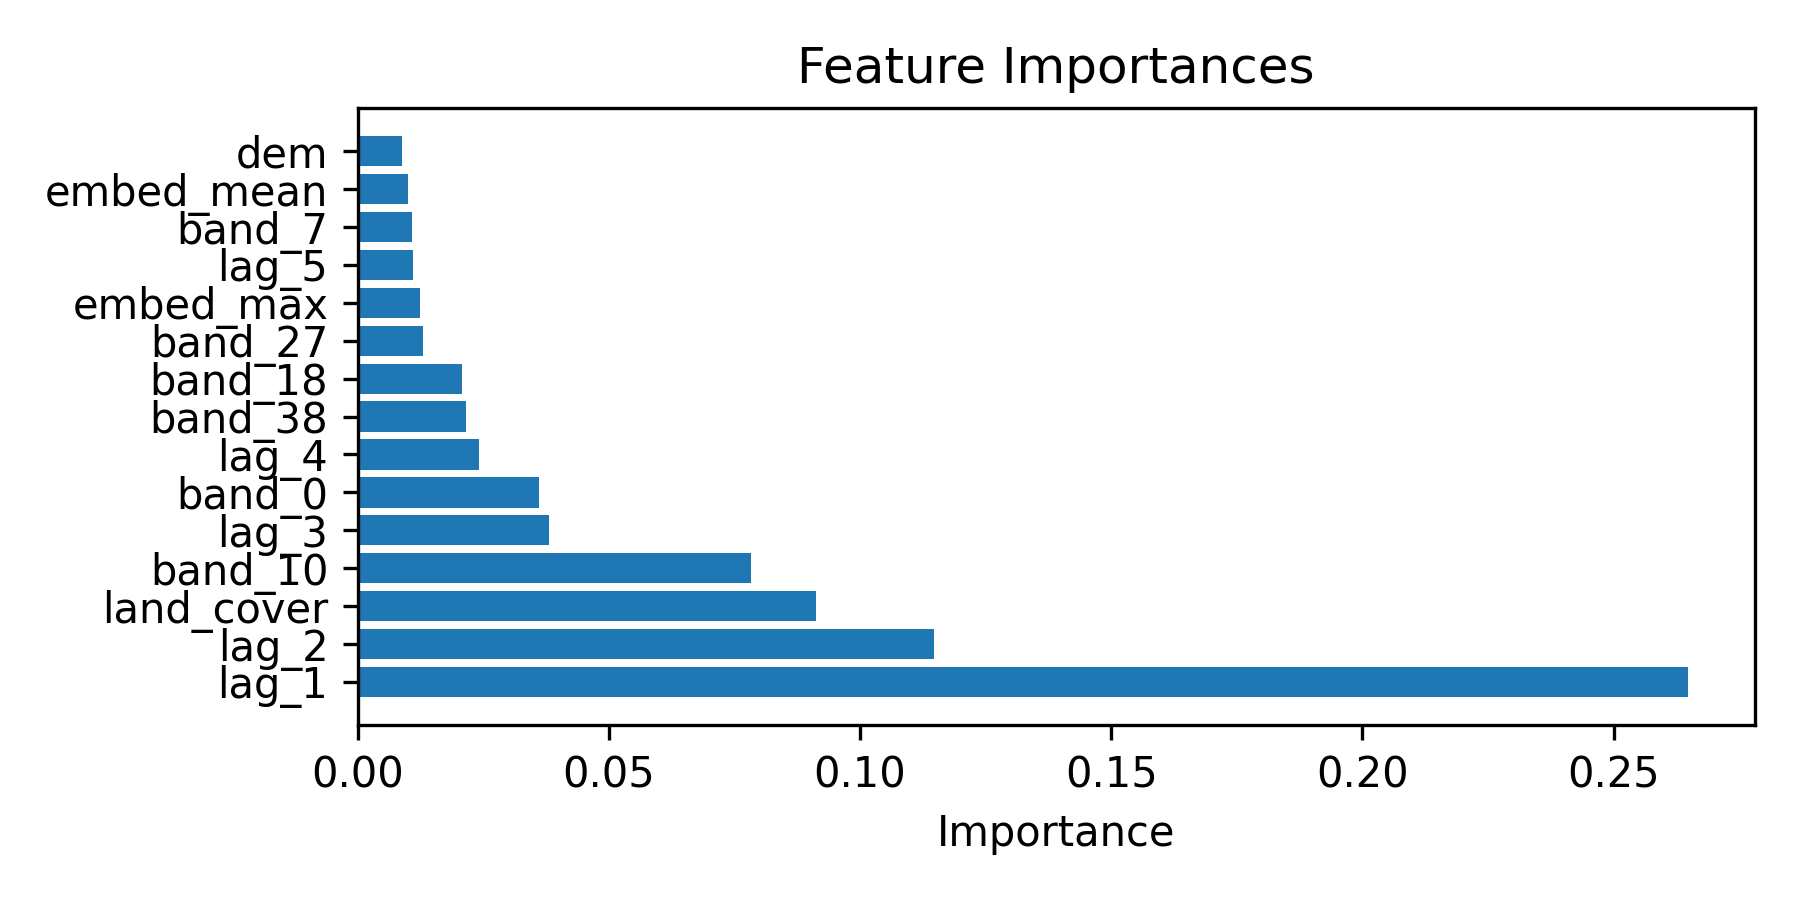 Feature Importances
dem
embed_mean
band_7
lag_5
embed_max
band_27
band_18
band_38
lag_4
band_0
lag_3
band_10
land_cover
lag_2
lag_1
0.00 0.05 0.10 0.15 0.20 0.25
Importance